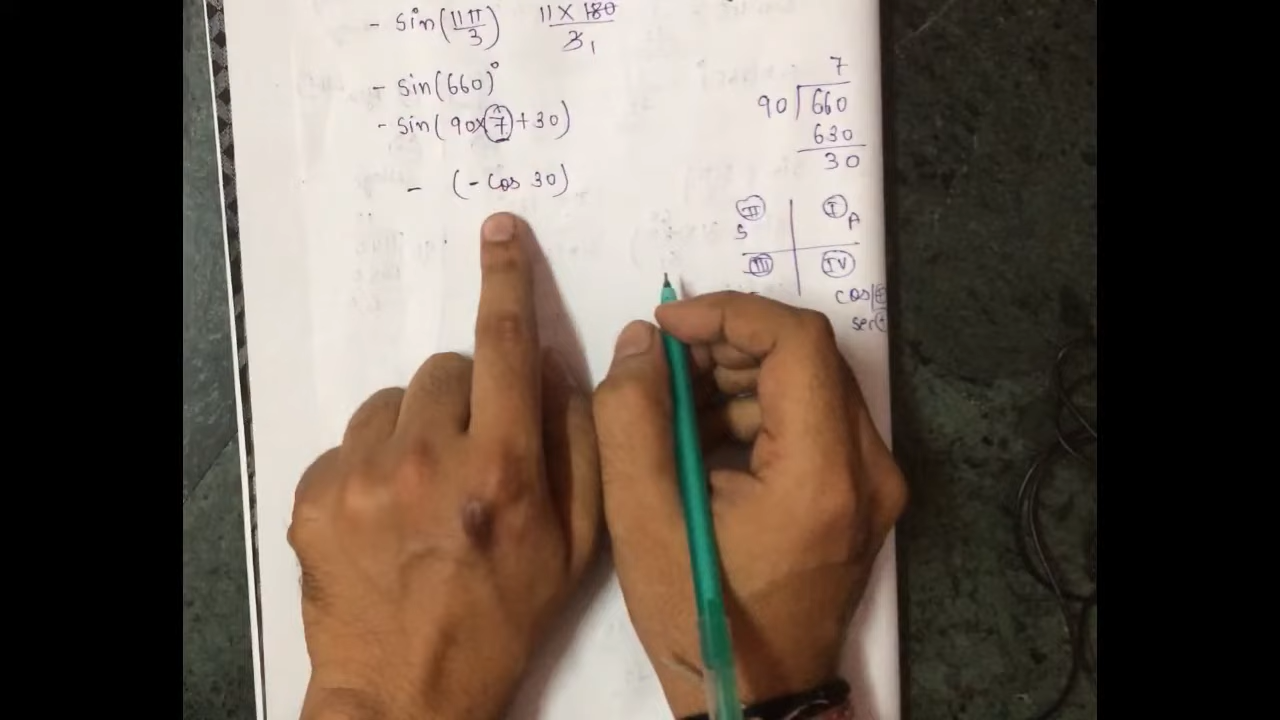 - sin(11π/3) 11 × 180/3 1
- sin(660)°
- sin(90×7+30)
- (-cos 30)
7
90)660
630
30
II I
S A
III IV
cos